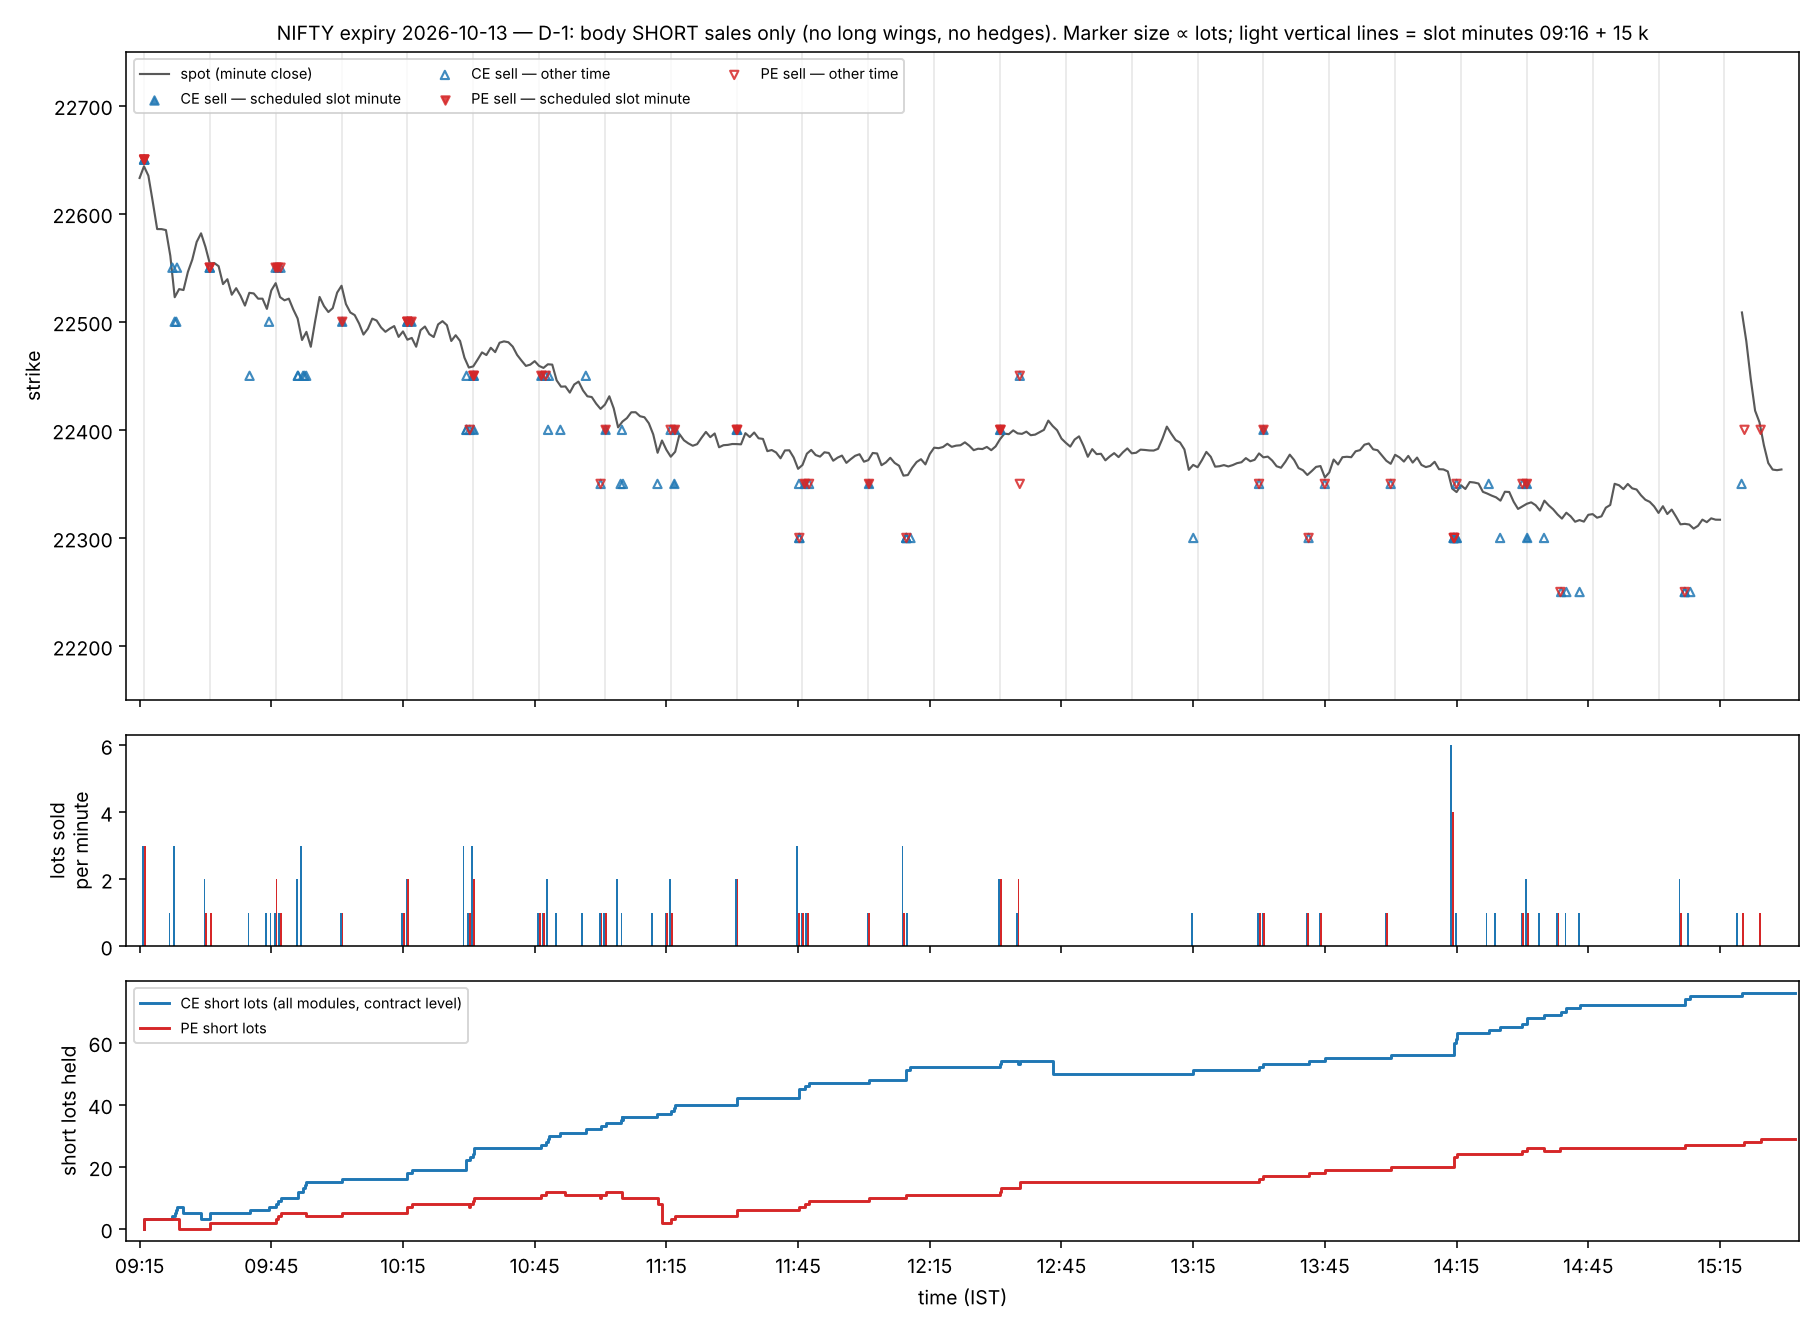 NIFTY expiry 2026-10-13 — D-1: body SHORT sales only (no long wings, no hedges). Marker size ∝ lots; light vertical lines = slot minutes 09:16 + 15 k
spot (minute close)
CE sell — scheduled slot minute
CE sell — other time
PE sell — scheduled slot minute
PE sell — other time
strike
22700
22600
22500
22400
22300
22200
lots sold
per minute
6
4
2
0
CE short lots (all modules, contract level)
PE short lots
short lots held
60
40
20
0
09:15 09:45 10:15 10:45 11:15 11:45 12:15 12:45 13:15 13:45 14:15 14:45 15:15
time (IST)